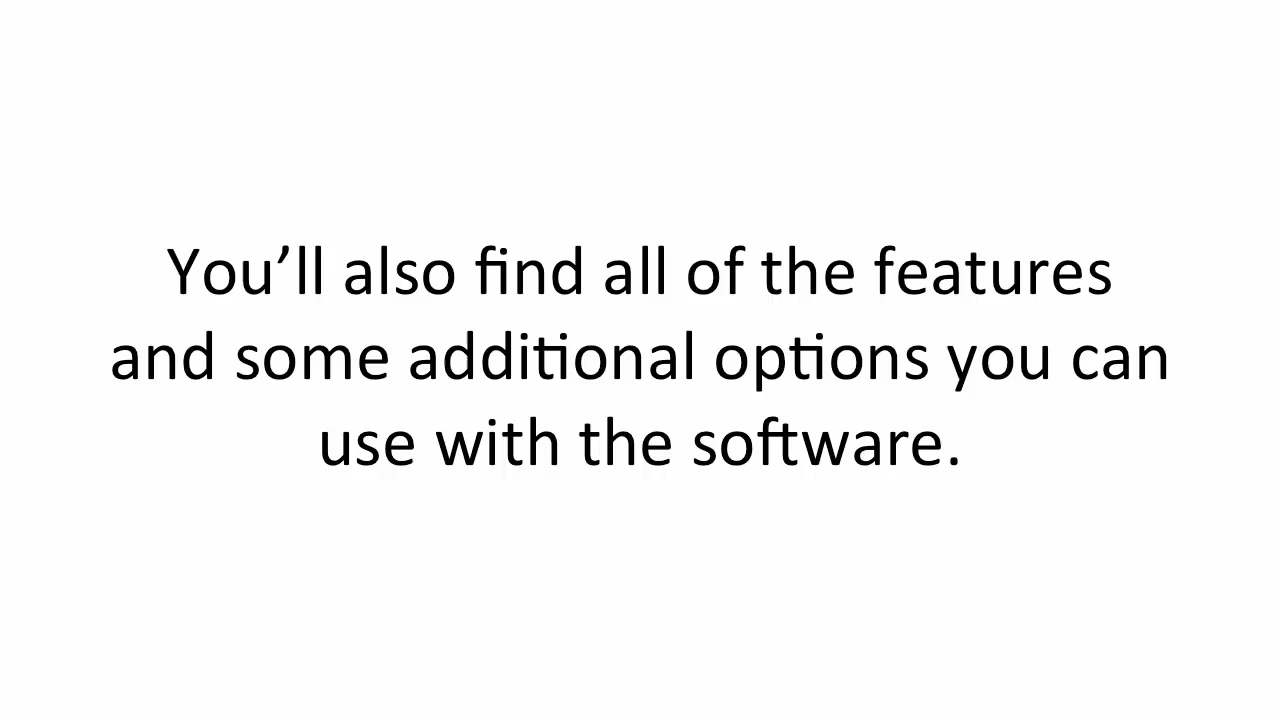 You’ll also find all of the features
and some additional options you can
use with the software.